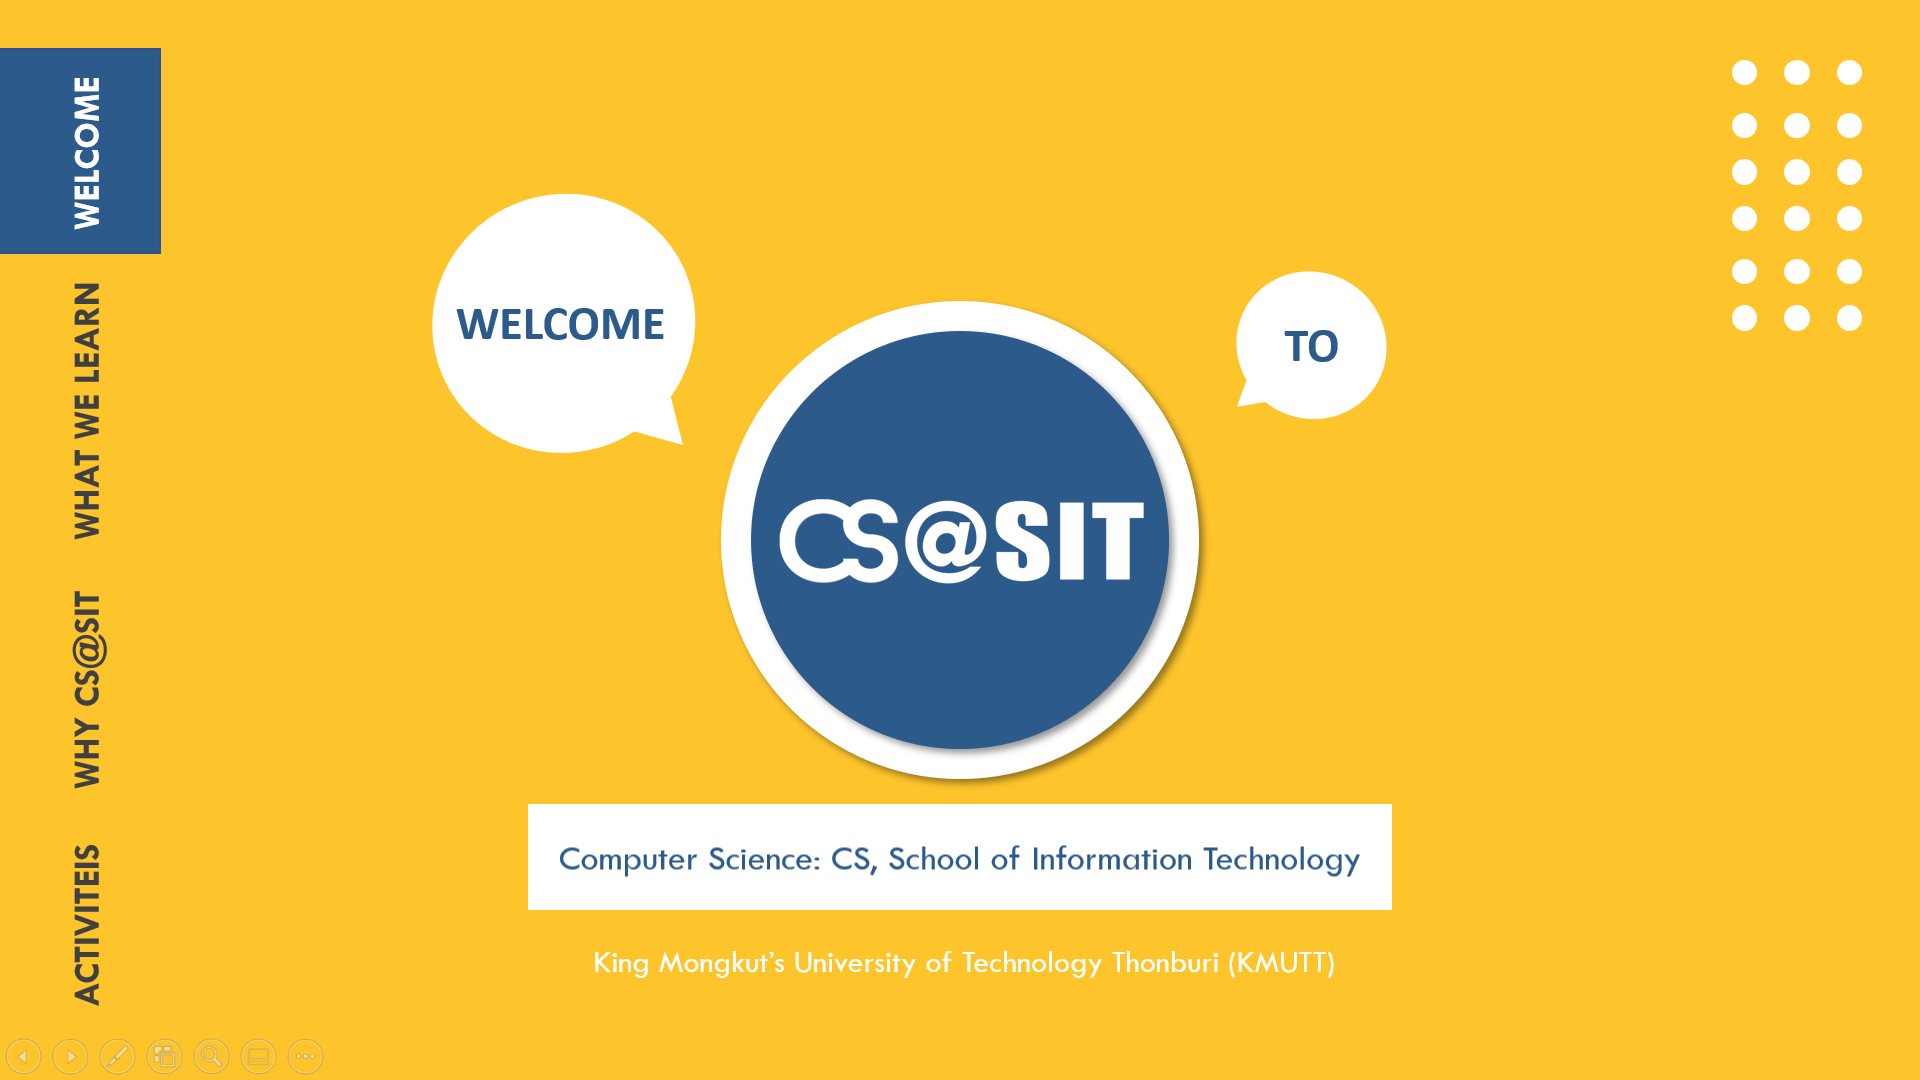 WELCOME
WHAT WE LEARN
WHY CS@SIT
ACTIVITEIS
WELCOME
TO
CS@SIT
Computer Science: CS, School of Information Technology
King Mongkut’s University of Technology Thonburi (KMUTT)